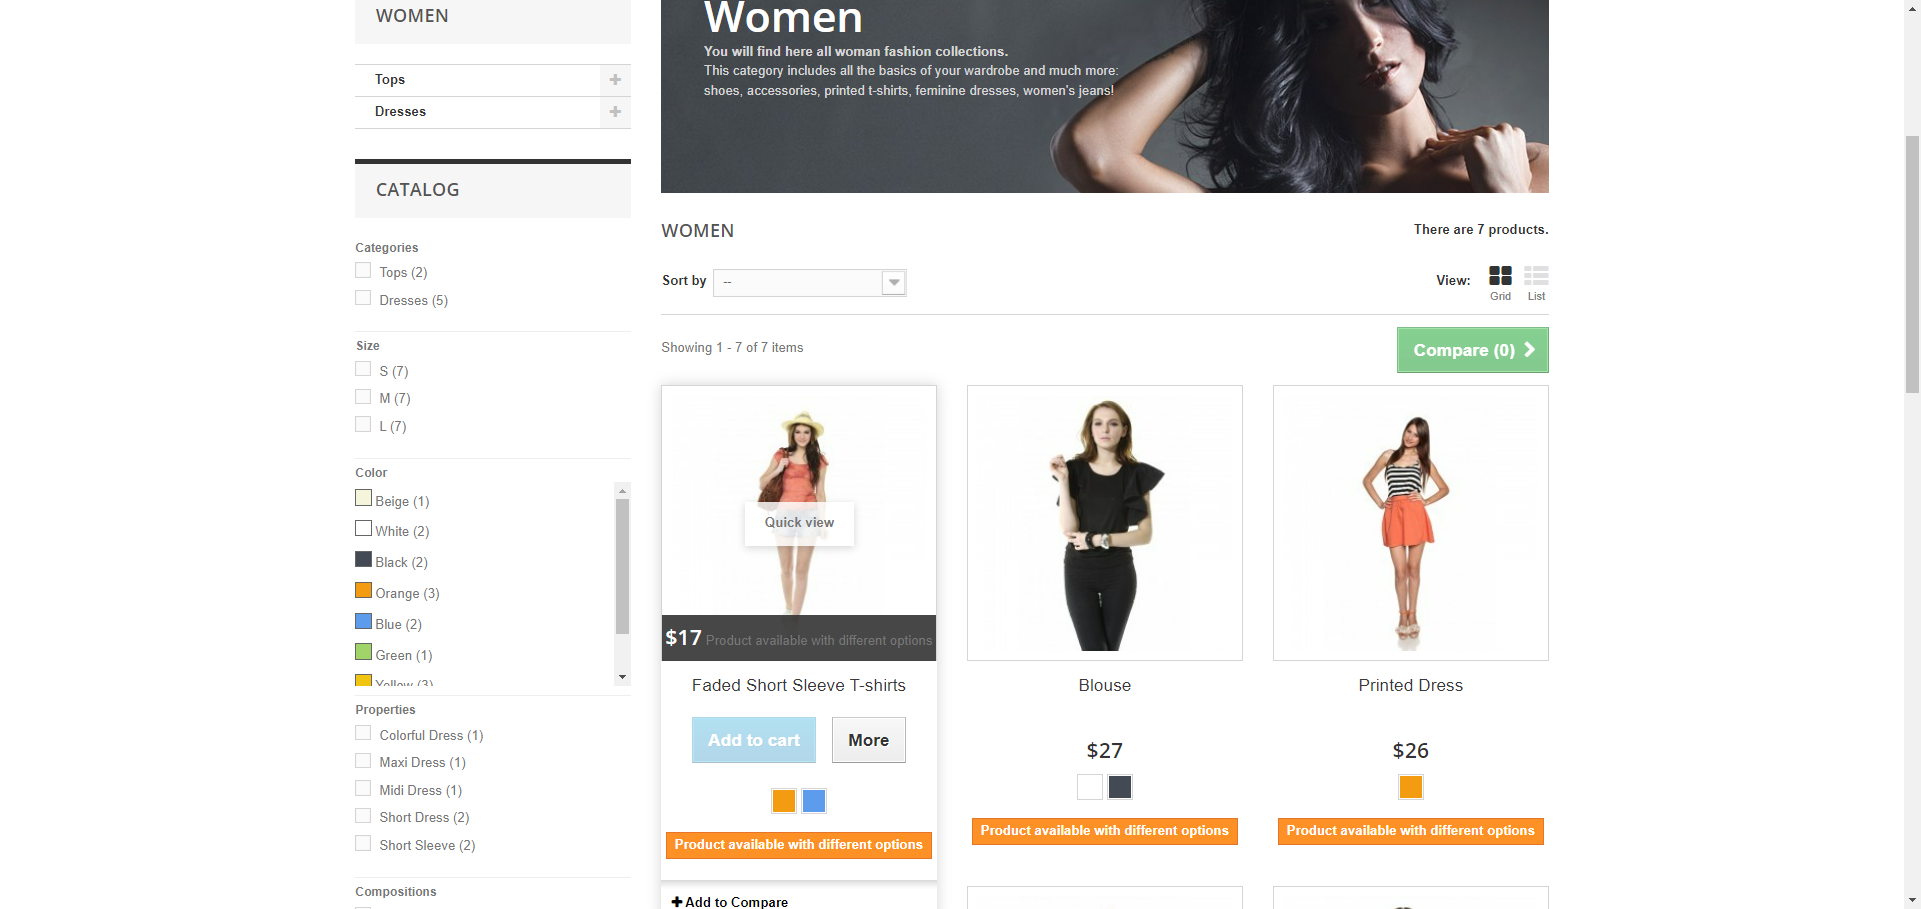 WOMEN
Tops
Dresses
CATALOG
Categories
Tops (2)
Dresses (5)
Size
S (7)
M (7)
L (7)
Color
Beige (1)
White (2)
Black (2)
Orange (3)
Blue (2)
Green (1)
Yellow (3)
Properties
Colorful Dress (1)
Maxi Dress (1)
Midi Dress (1)
Short Dress (2)
Short Sleeve (2)
Compositions
Women
You will find here all woman fashion collections.
This category includes all the basics of your wardrobe and much more:
shoes, accessories, printed t-shirts, feminine dresses, women's jeans!
WOMEN
There are 7 products.
Sort by --
View:
Grid
List
Showing 1 - 7 of 7 items
Compare (0)
Quick view
$17 Product available with different options
Faded Short Sleeve T-shirts
Add to cart
More
Product available with different options
Add to Compare
Blouse
$27
Product available with different options
Printed Dress
$26
Product available with different options